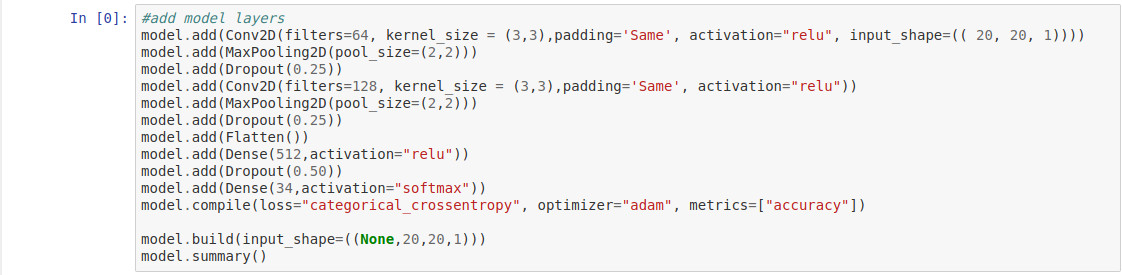 In [0]: #add model layers
model.add(Conv2D(filters=64, kernel_size = (3,3),padding='Same', activation="relu", input_shape=(( 20, 20, 1))))
model.add(MaxPooling2D(pool_size=(2,2)))
model.add(Dropout(0.25))
model.add(Conv2D(filters=128, kernel_size = (3,3),padding='Same', activation="relu"))
model.add(MaxPooling2D(pool_size=(2,2)))
model.add(Dropout(0.25))
model.add(Flatten())
model.add(Dense(512,activation="relu"))
model.add(Dropout(0.50))
model.add(Dense(34,activation="softmax"))
model.compile(loss="categorical_crossentropy", optimizer="adam", metrics=["accuracy"])
model.build(input_shape=((None,20,20,1)))
model.summary()